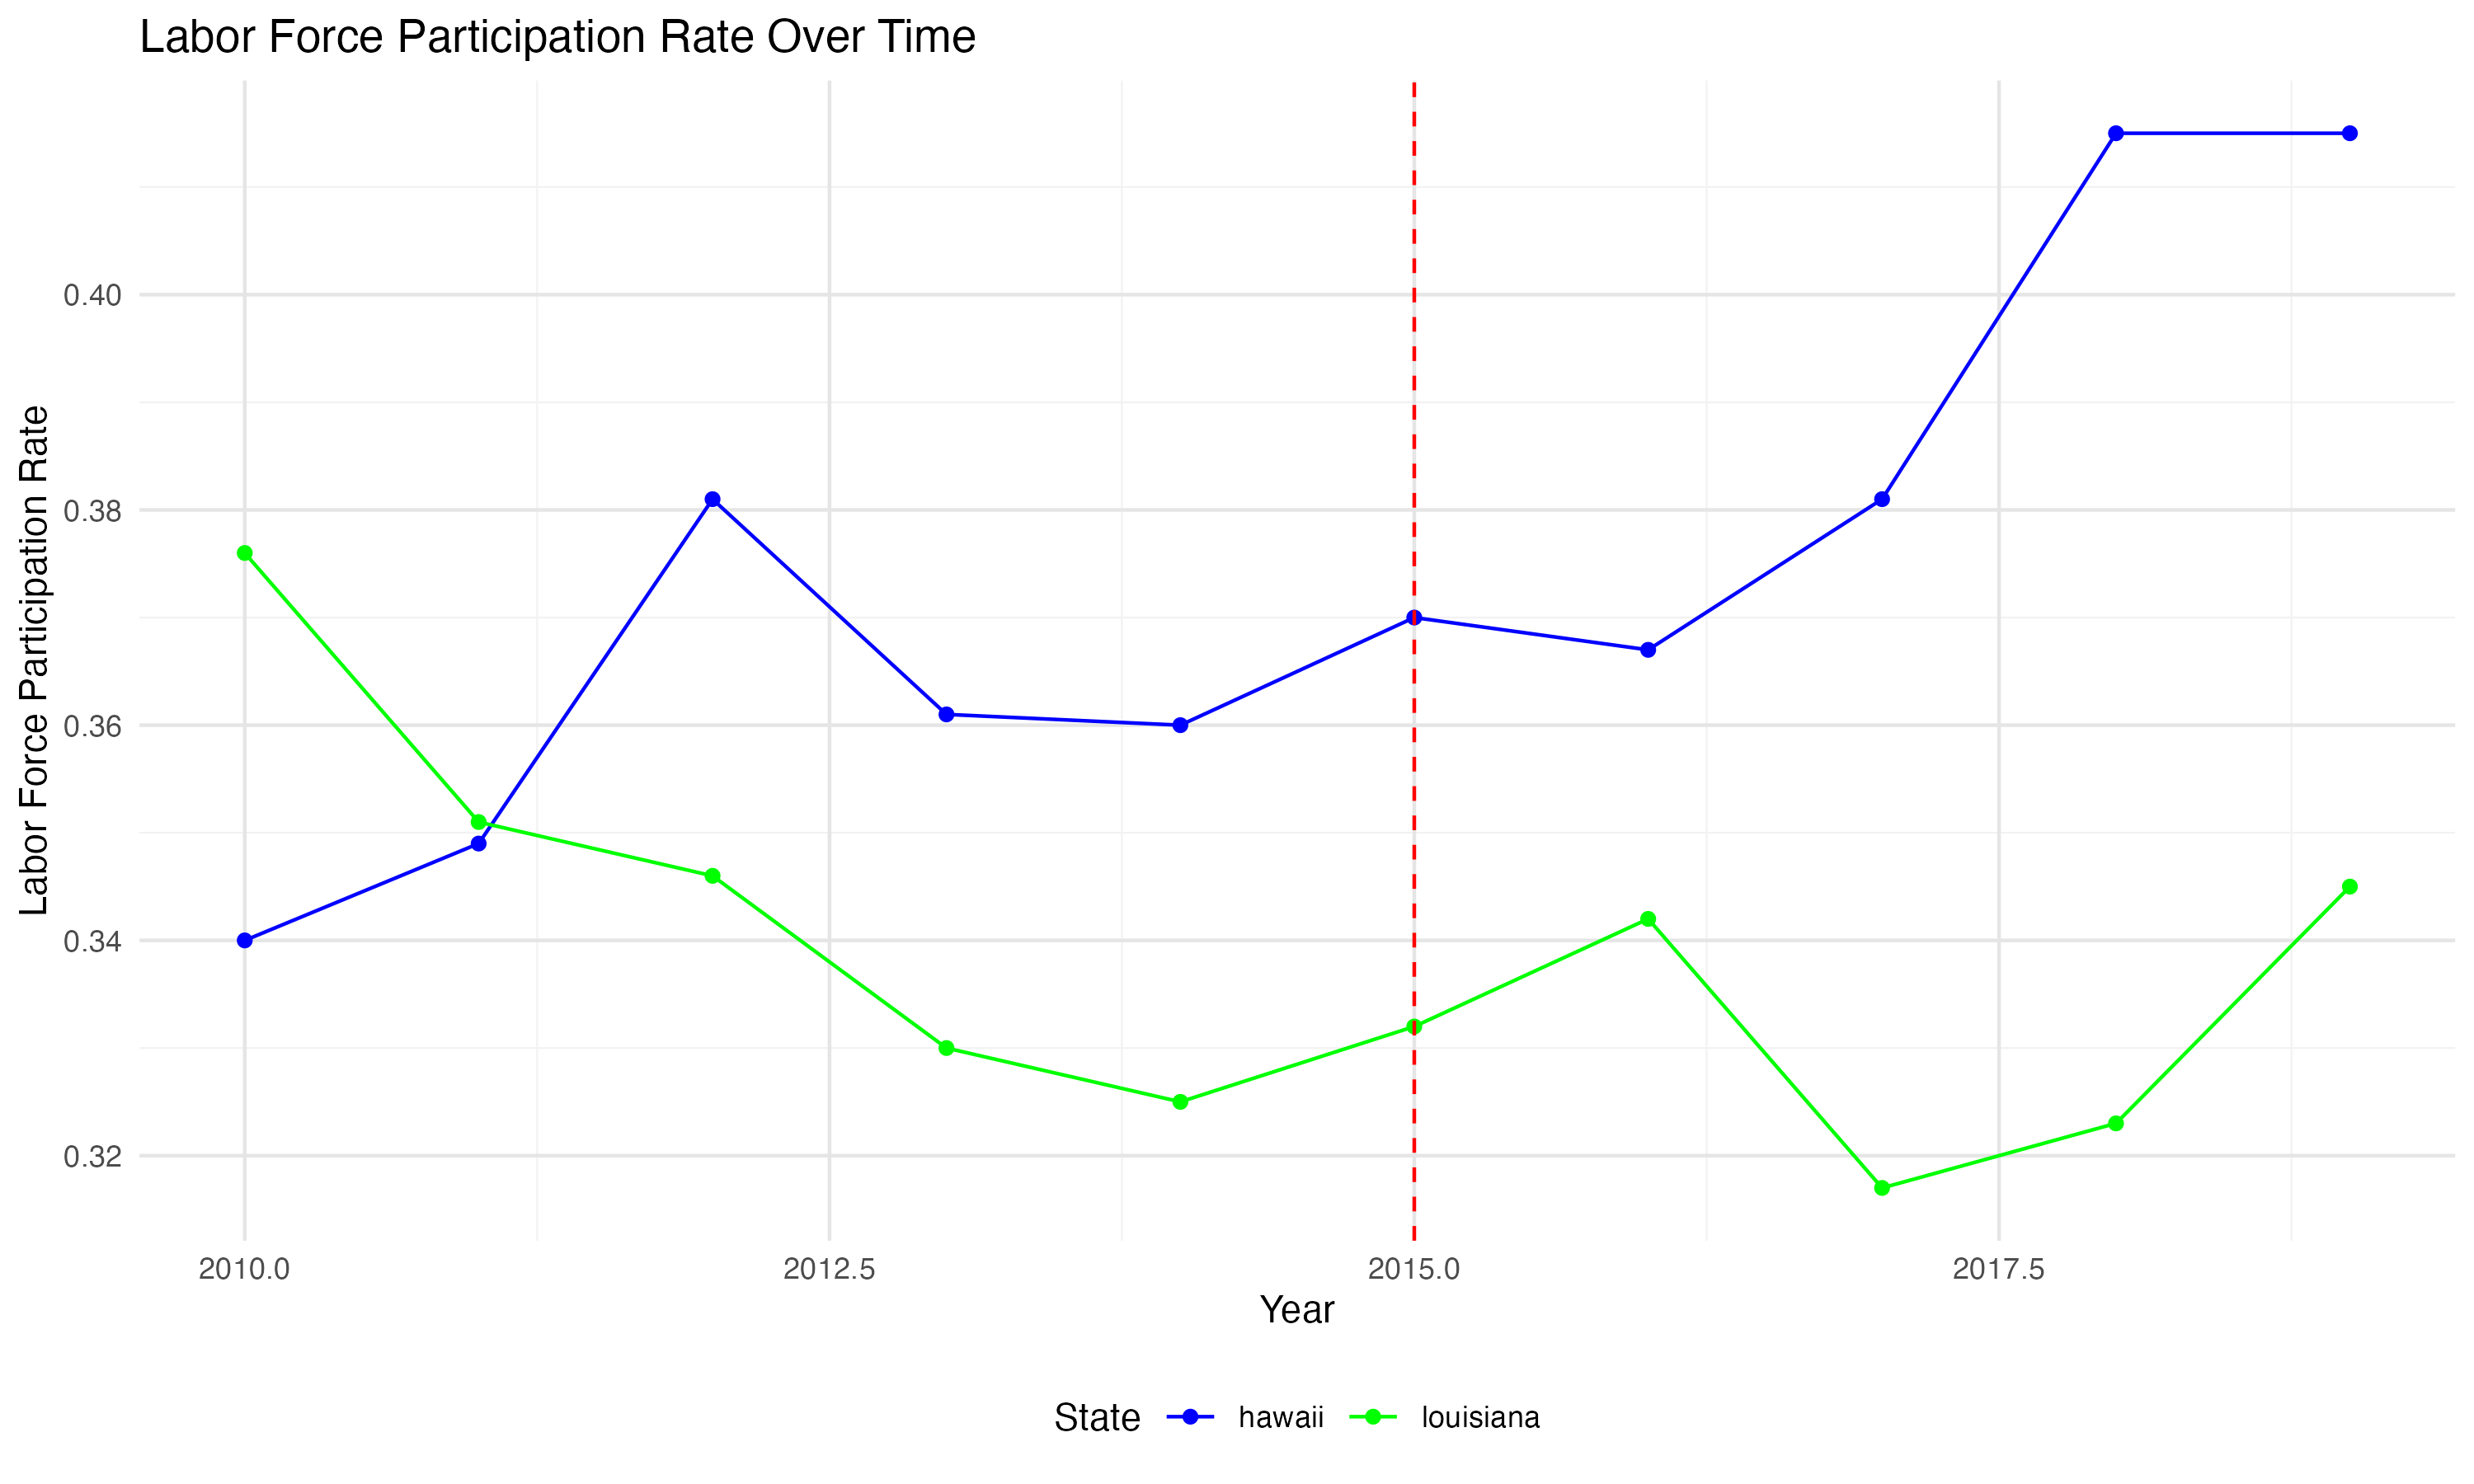 Labor Force Participation Rate Over Time
Labor Force Participation Rate
0.40
0.38
0.36
0.34
0.32
2010.0 2012.5 2015.0 2017.5
Year
State hawaii louisiana